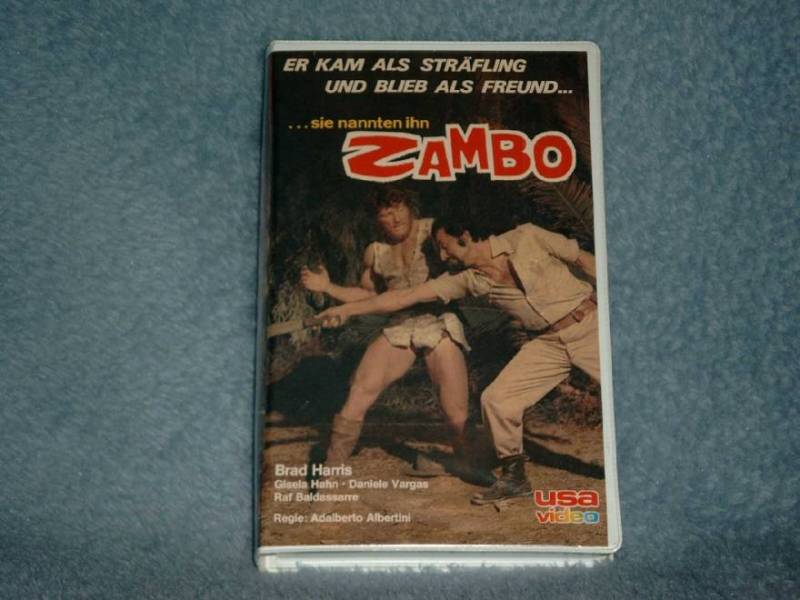 ER KAM ALS STRÄFLING
UND BLIEB ALS FREUND...
...sie nannten ihn
ZAMBO
Brad Harris
Gisela Hahn · Daniele Vargas
Raf Baldassarre
Regie: Adalberto Albertini
usa
video